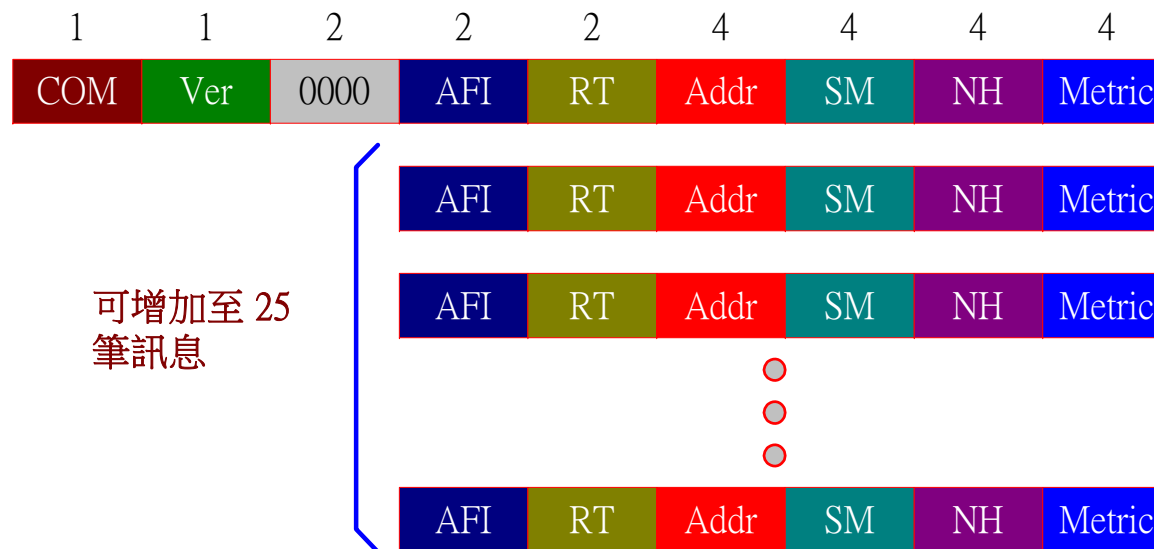 1 1 2 2 2 4 4 4 4
COM Ver 0000 AFI RT Addr SM NH Metric
AFI RT Addr SM NH Metric
AFI RT Addr SM NH Metric
可增加至 25
筆訊息
AFI RT Addr SM NH Metric